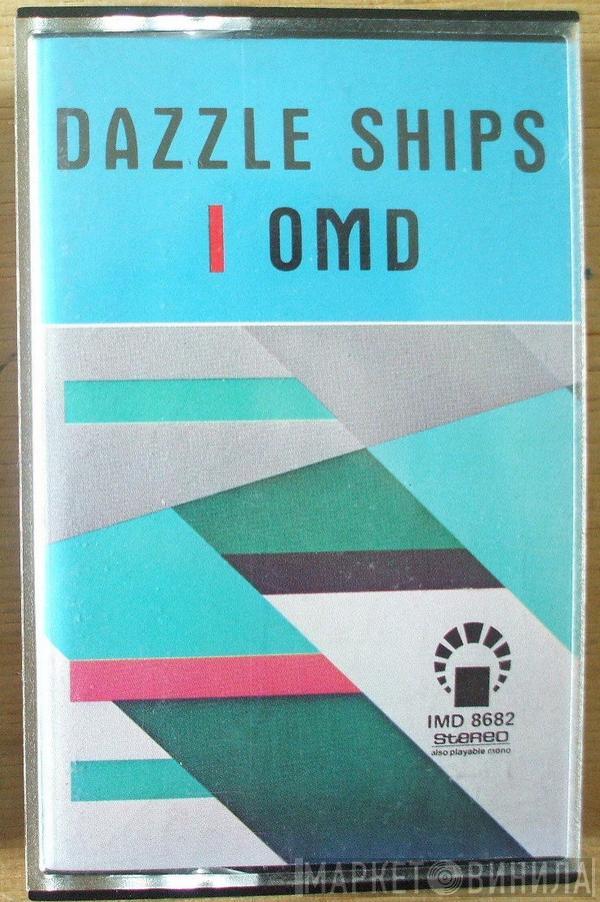 DAZZLE SHIPS
OMD
IMD 8682
STEREO
also playable mono
МАРКЕТ ВИНИЛА